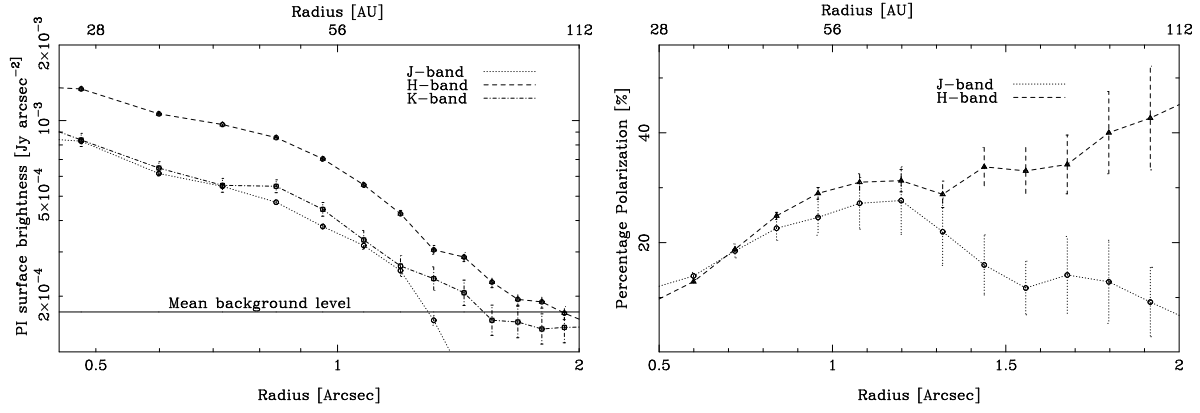 Radius [AU]
28 56 112
PI surface brightness [Jy arcsec−2]
2×10−3
10−3
5×10−4
2×10−4
J−band
H−band
K−band
Mean background level
0.5 1 2
Radius [Arcsec]
Radius [AU]
28 56 84 112
Percentage Polarization [%]
40
20
J−band
H−band
0.5 1 1.5 2
Radius [Arcsec]